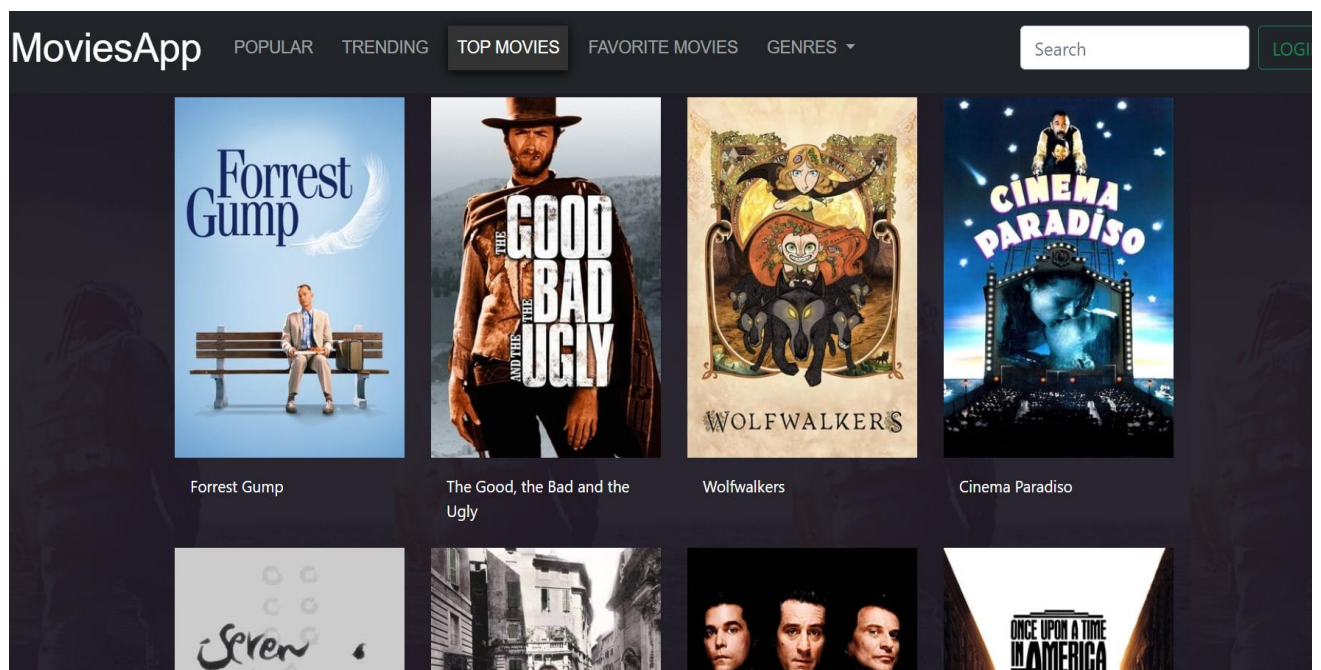 MoviesApp POPULAR TRENDING TOP MOVIES FAVORITE MOVIES GENRES Search LOGI
Forrest
Gump
THE GOOD
THE BAD
AND THE UGLY
WOLFWALKERS
CINEMA
PARADISO
Forrest Gump
The Good, the Bad and the
Ugly
Wolfwalkers
Cinema Paradiso
Seven
ONCE UPON A TIME
IN AMERICA